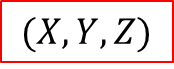 (X, Y, Z)